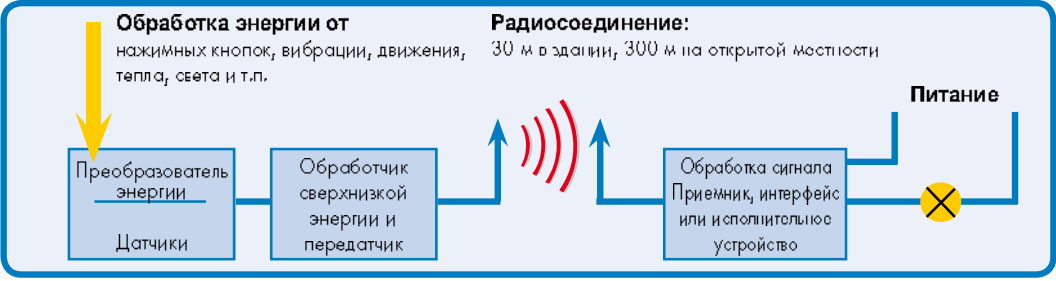 Обработка энергии от
нажимных кнопок, вибрации, движения,
тепла, света и т.п.
Радиосоединение:
30 м в здании, 300 м на открытой местности
Питание
Преобразователь
энергии
Датчики
Обработчик
сверхнизкой
энергии и
передатчик
Обработка сигнала
Приемник, интерфейс
или исполнительное
устройство